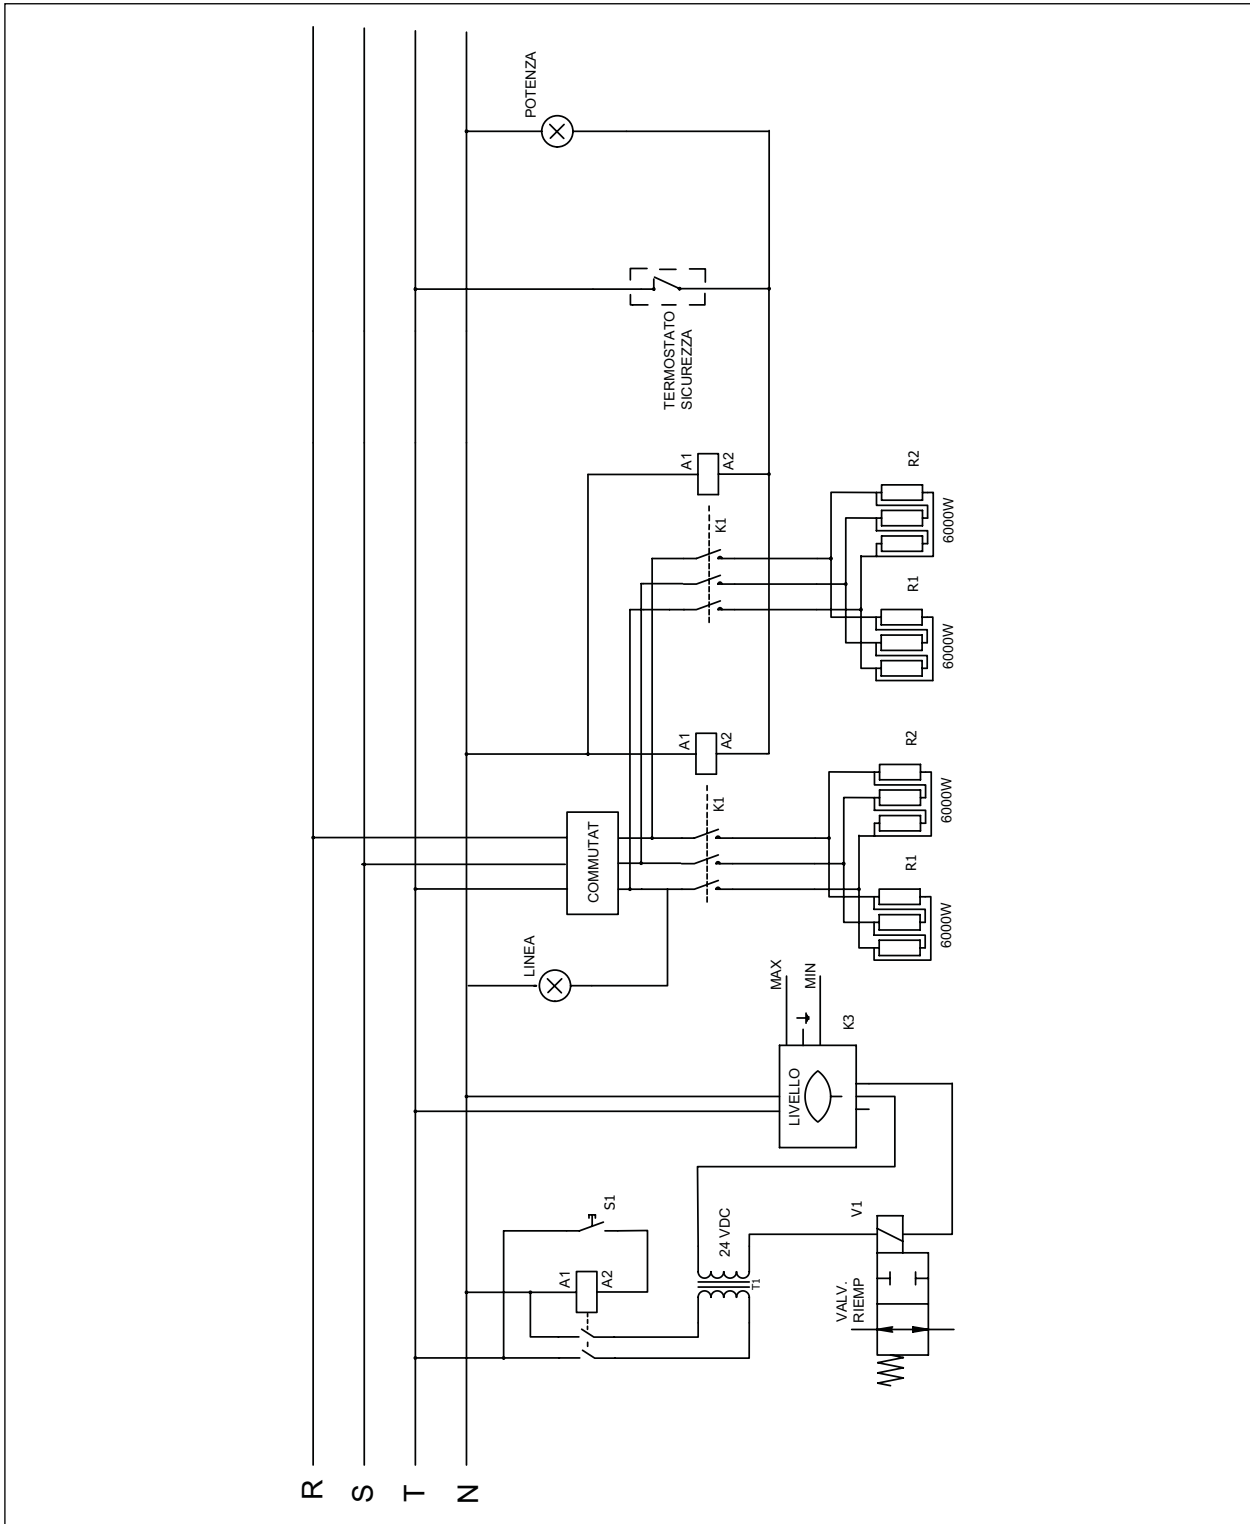 R
S
T
N
A1
A2
S1
24 VDC
T1
VALV.
RIEMP
V1
LIVELLO
MAX
MIN
K3
LINEA
COMMUTAT
K1
A1
A2
R1
6000W
R2
6000W
K1
A1
A2
R1
6000W
R2
6000W
TERMOSTATO
SICUREZZA
POTENZA